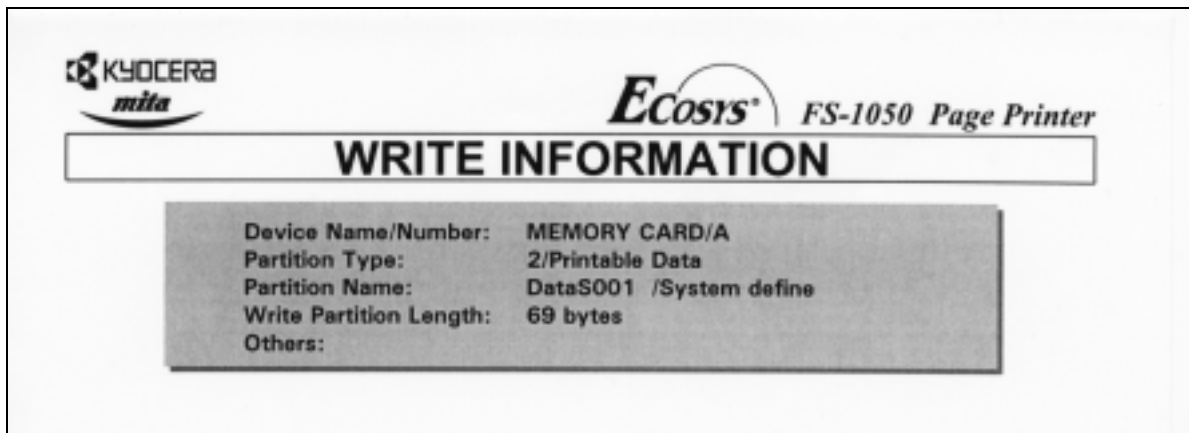 KYOCERA
mita
ECOSYS® FS-1050 Page Printer
WRITE INFORMATION
Device Name/Number: MEMORY CARD/A
Partition Type: 2/Printable Data
Partition Name: DataS001 /System define
Write Partition Length: 69 bytes
Others: